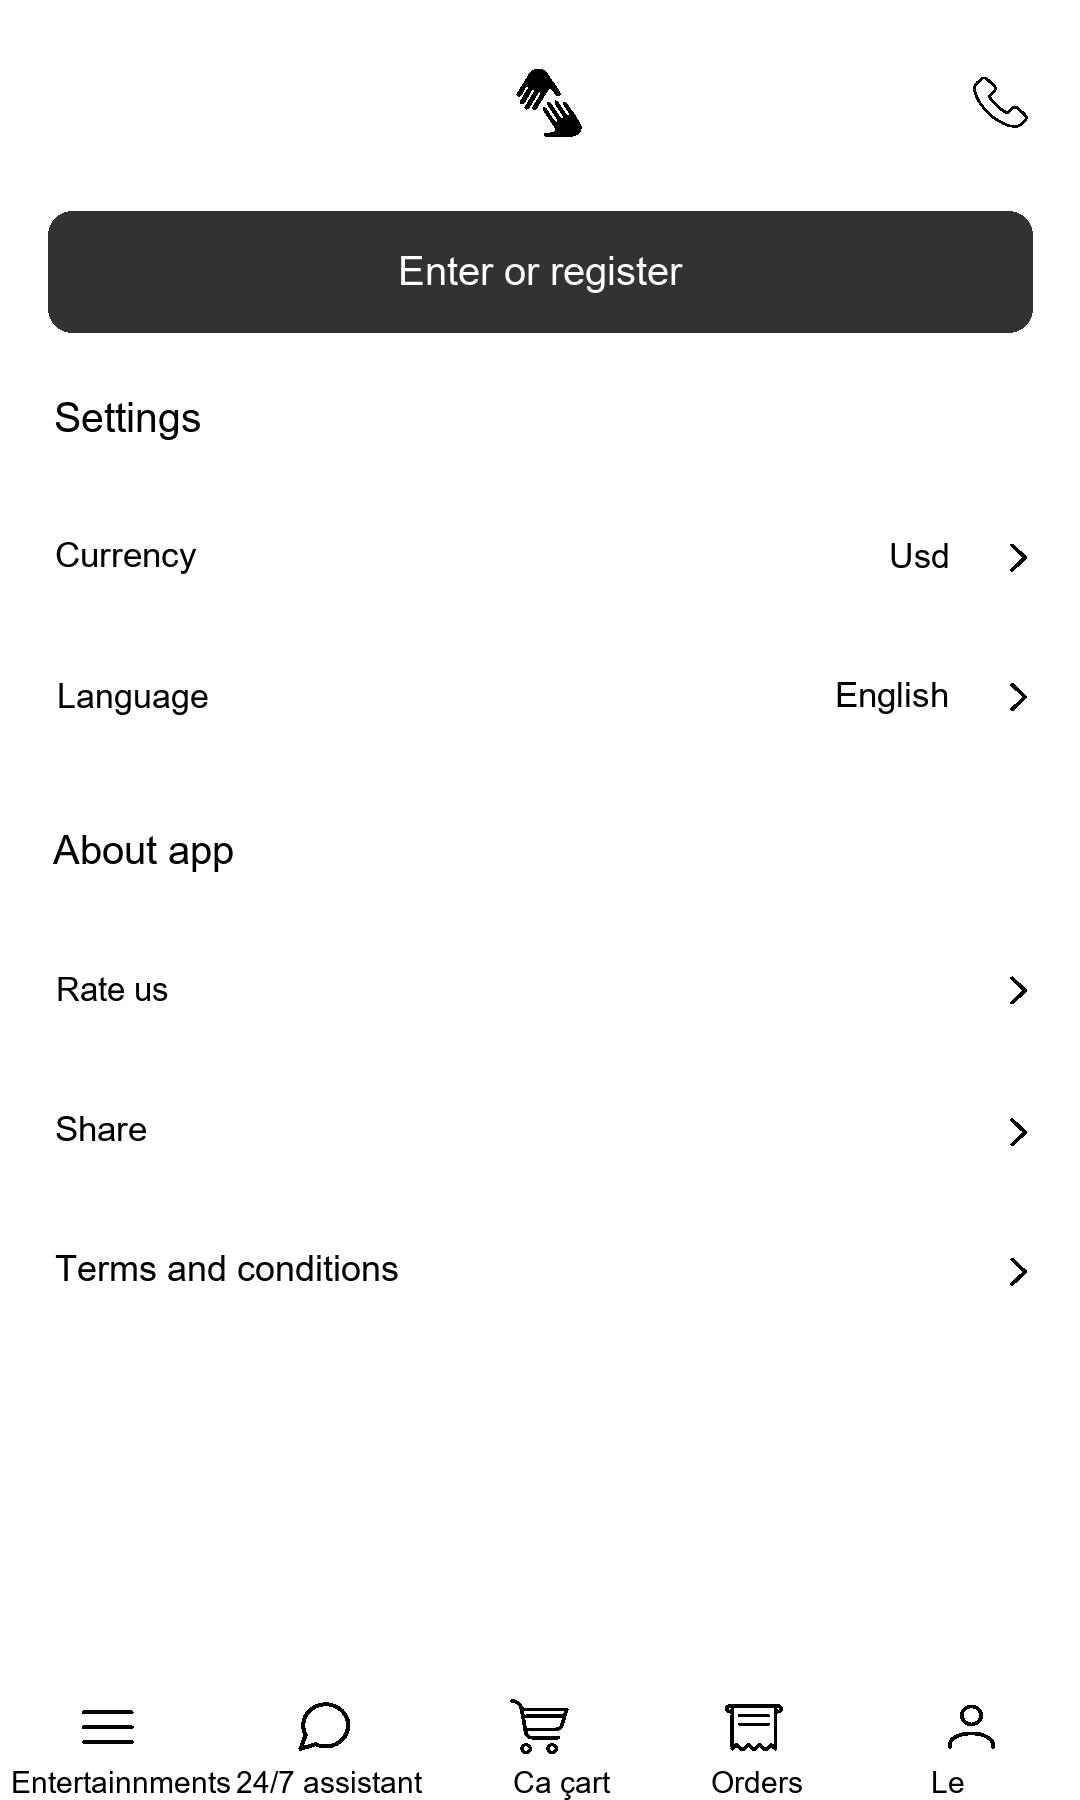 Enter or register
Settings
Currency Usd
Language English
About app
Rate us
Share
Terms and conditions
Entertainnments 24/7 assistant Ca çart Orders Le